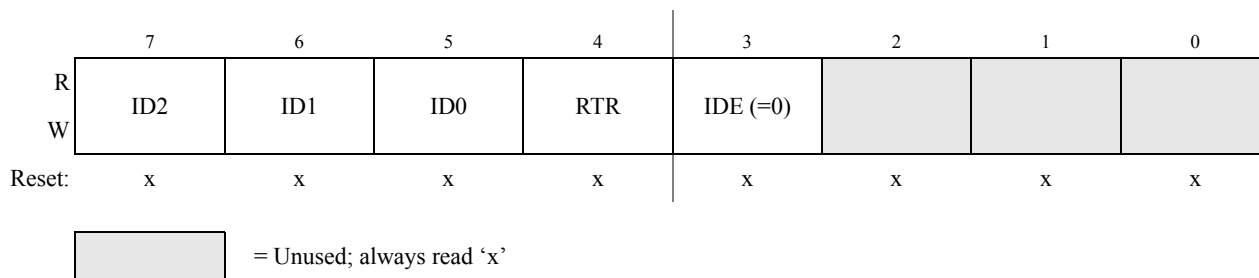 7 6 5 4 3 2 1 0
R
ID2 ID1 ID0 RTR IDE (=0)
W
Reset: x x x x x x x x
= Unused; always read ‘x’